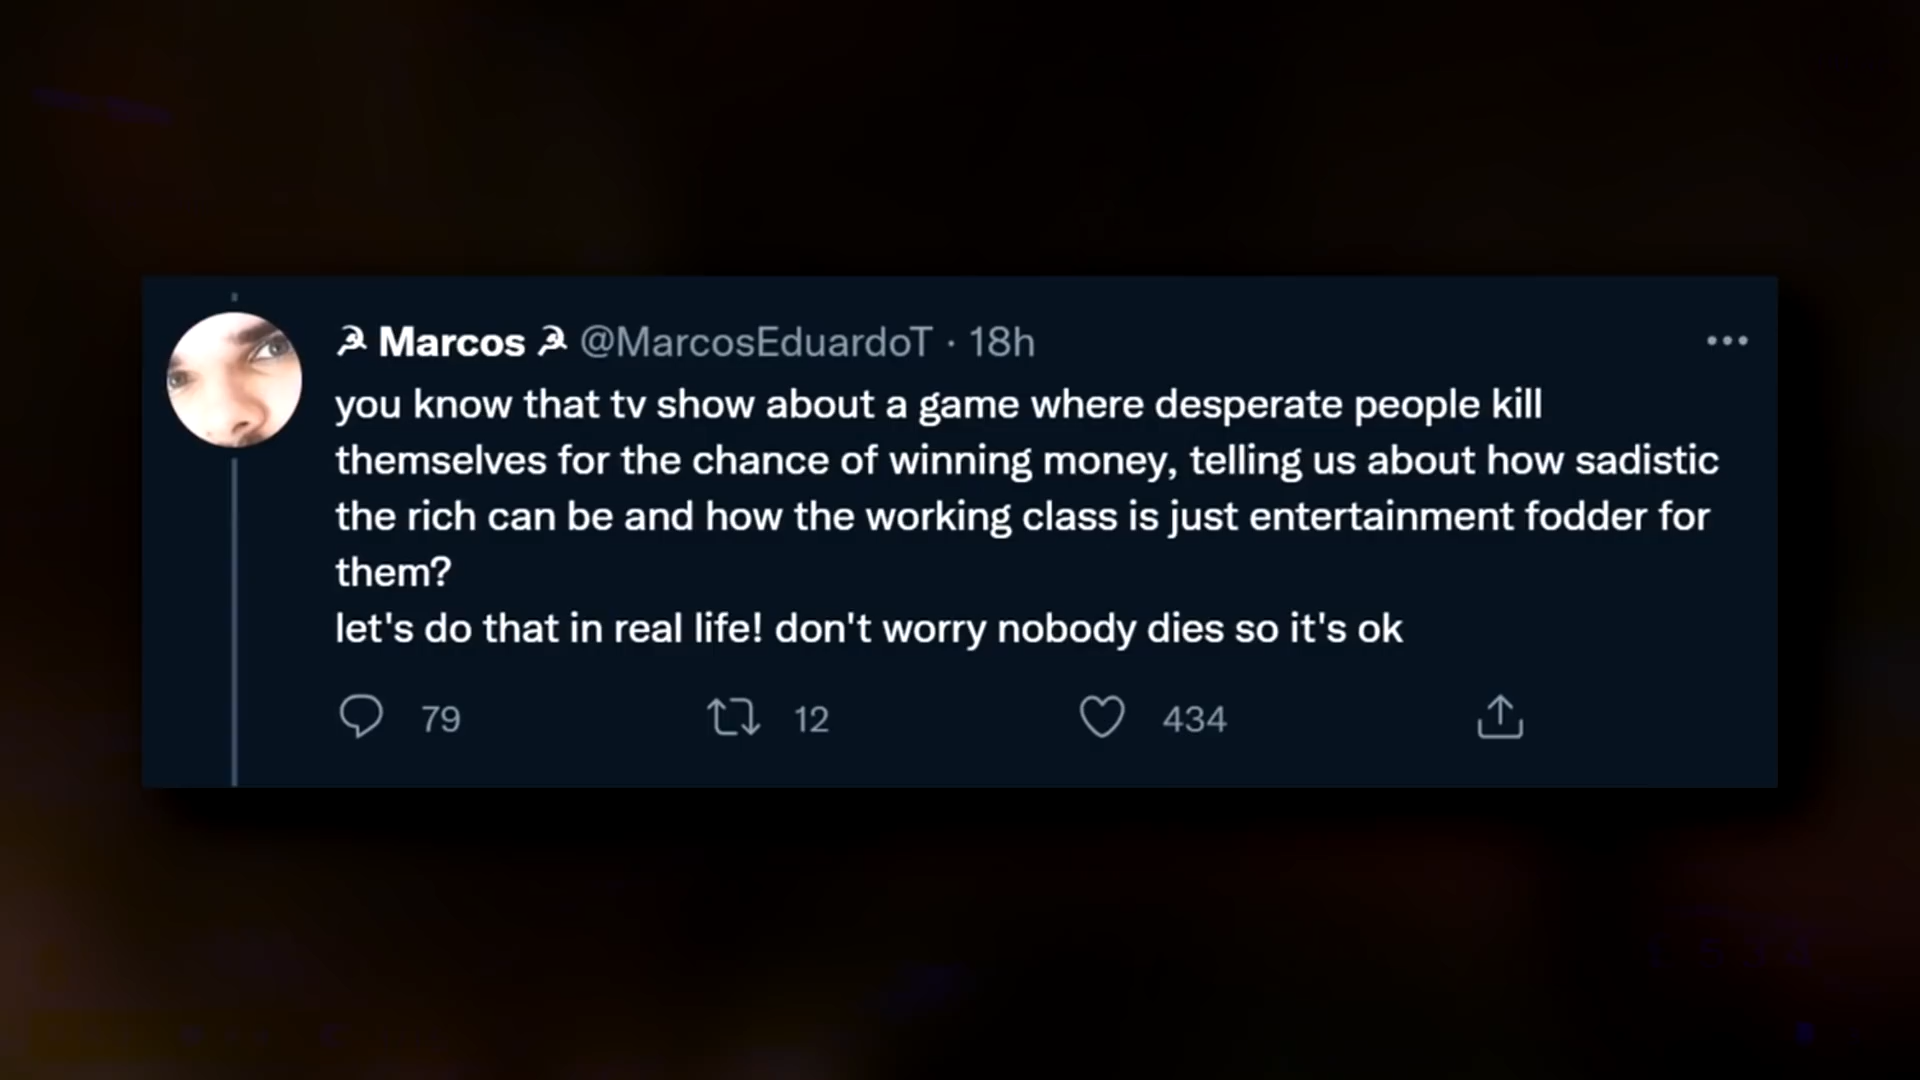 ☭ Marcos ☭ @MarcosEduardoT · 18h
you know that tv show about a game where desperate people kill
themselves for the chance of winning money, telling us about how sadistic
the rich can be and how the working class is just entertainment fodder for
them?
let's do that in real life! don't worry nobody dies so it's ok
79 12 434